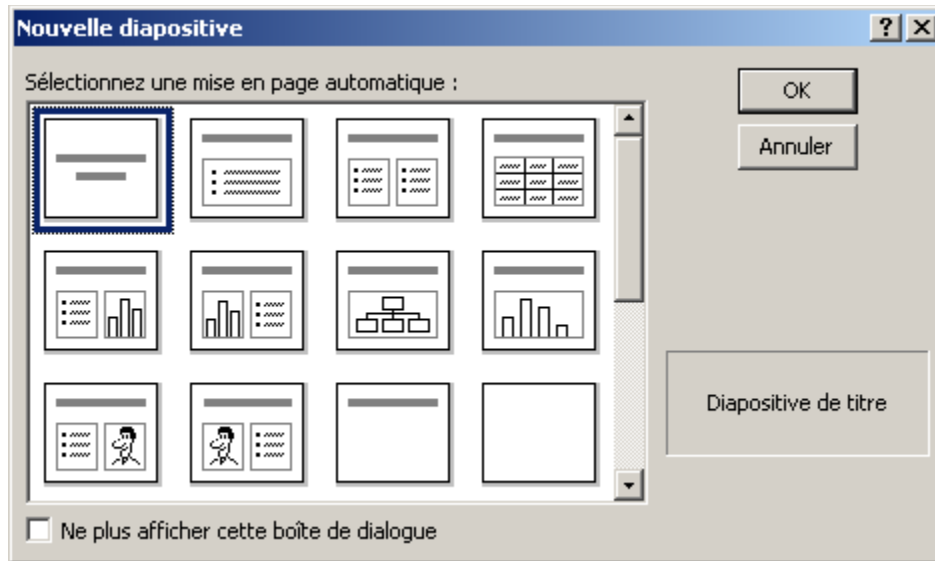 Nouvelle diapositive
Sélectionnez une mise en page automatique :
OK
Annuler
Diapositive de titre
Ne plus afficher cette boîte de dialogue